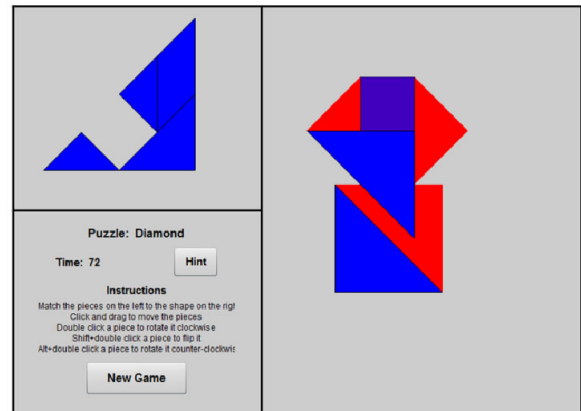 Puzzle: Diamond
Time: 72
Hint
Instructions
Match the pieces on the left to the shape on the righ
Click and drag to move the pieces
Double click a piece to rotate it clockwise
Shift+double click a piece to flip it
Alt+double click a piece to rotate it counter-clockwis
New Game